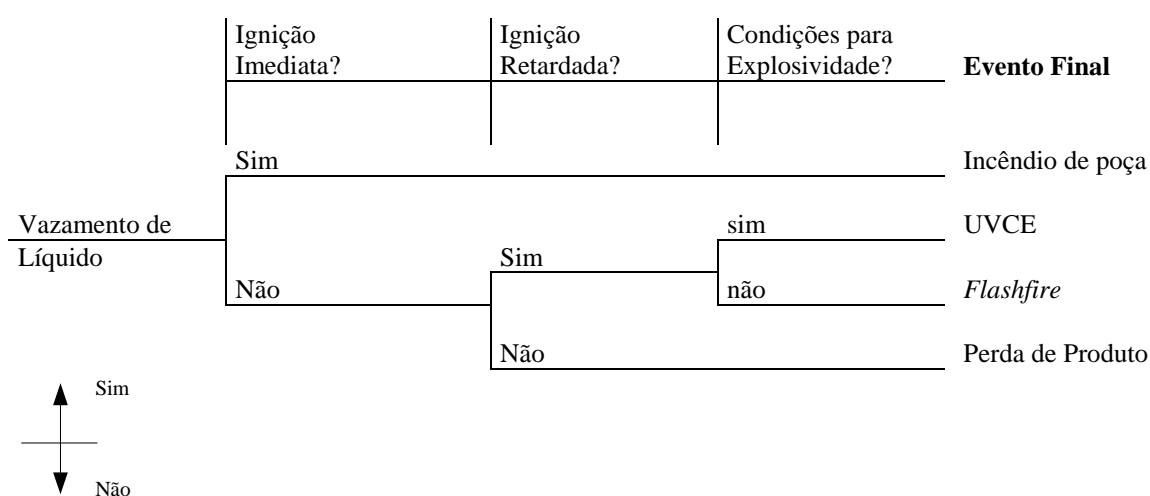 Ignição
Imediata?
Ignição
Retardada?
Condições para
Explosividade?
Evento Final
Sim
Incêndio de poça
Vazamento de
Líquido
sim
UVCE
Sim
Não
não
Flashfire
Não
Perda de Produto
Sim
Não